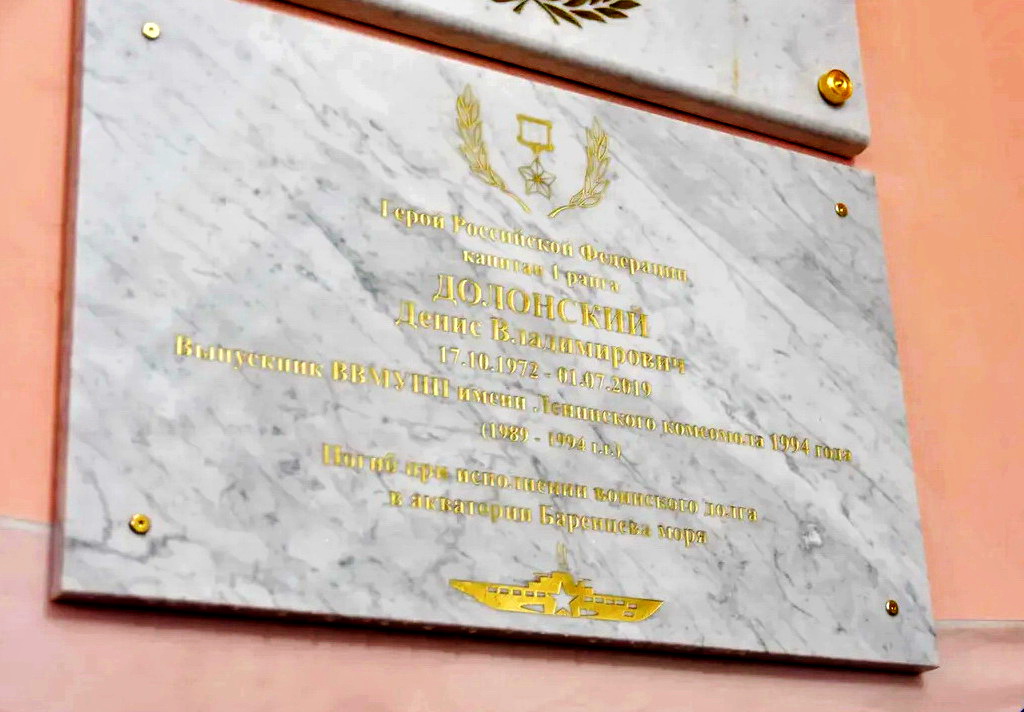 Герой Российской Федерации
капитан 1 ранга
ДОЛОНСКИЙ
Денис Владимирович
17.10.1972 - 01.07.2019
Выпускник ВВМУПП имени Ленинского комсомола 1994 года
(1989 - 1994 г.г.)
Погиб при исполнении воинского долга
в акватории Баренцева моря